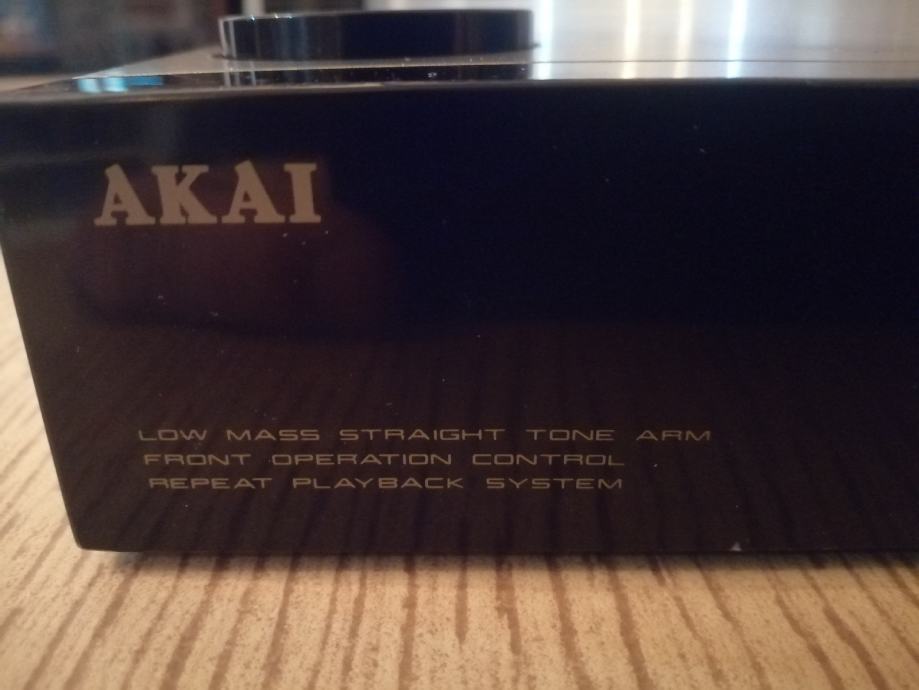 AKAI
LOW MASS STRAIGHT TONE ARM
FRONT OPERATION CONTROL
REPEAT PLAYBACK SYSTEM